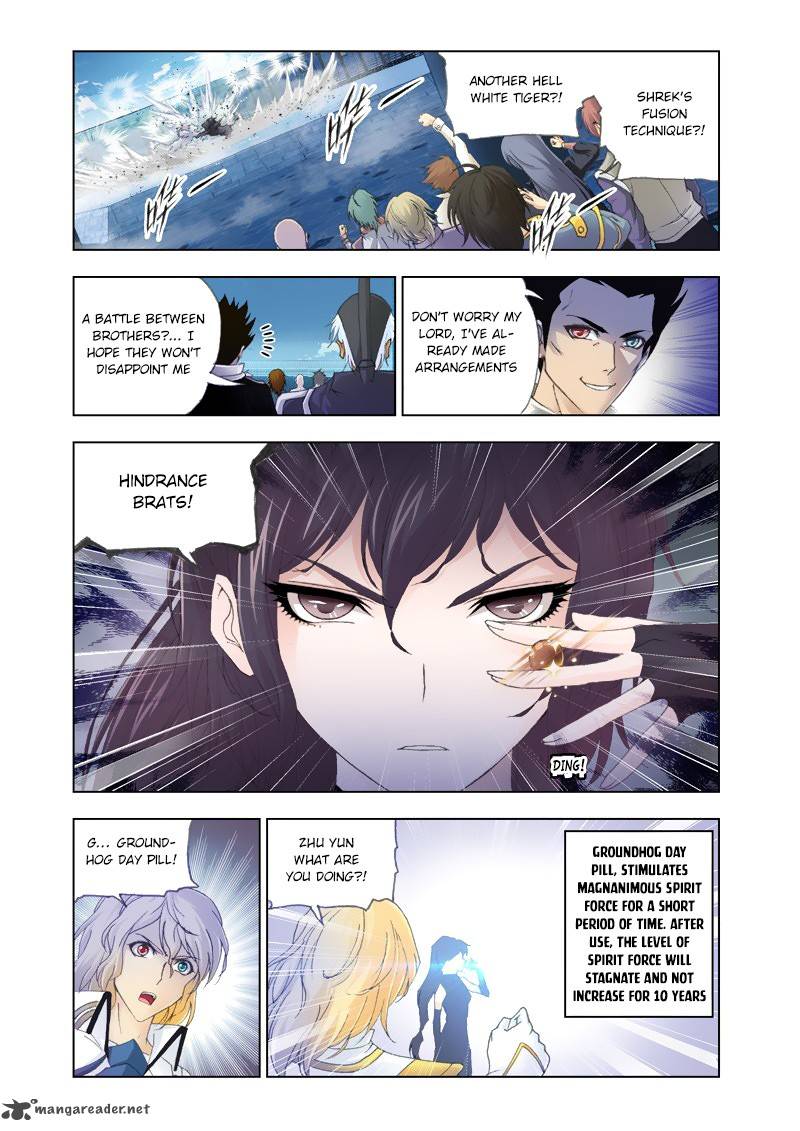 ANOTHER HELL
WHITE TIGER?!
SHREK'S
FUSION
TECHNIQUE?!
A BATTLE BETWEEN
BROTHERS?... I
HOPE THEY WON'T
DISAPPOINT ME
DON'T WORRY MY
LORD, I'VE AL-
READY MADE
ARRANGEMENTS
HINDRANCE
BRATS!
DING!
G... GROUND-
HOG DAY PILL!
ZHU YUN
WHAT ARE
YOU DOING?!
GROUNDHOG DAY
PILL, STIMULATES
MAGNANIMOUS SPIRIT
FORCE FOR A SHORT
PERIOD OF TIME. AFTER
USE, THE LEVEL OF
SPIRIT FORCE WILL
STAGNATE AND NOT
INCREASE FOR 10 YEARS
mangareader.net